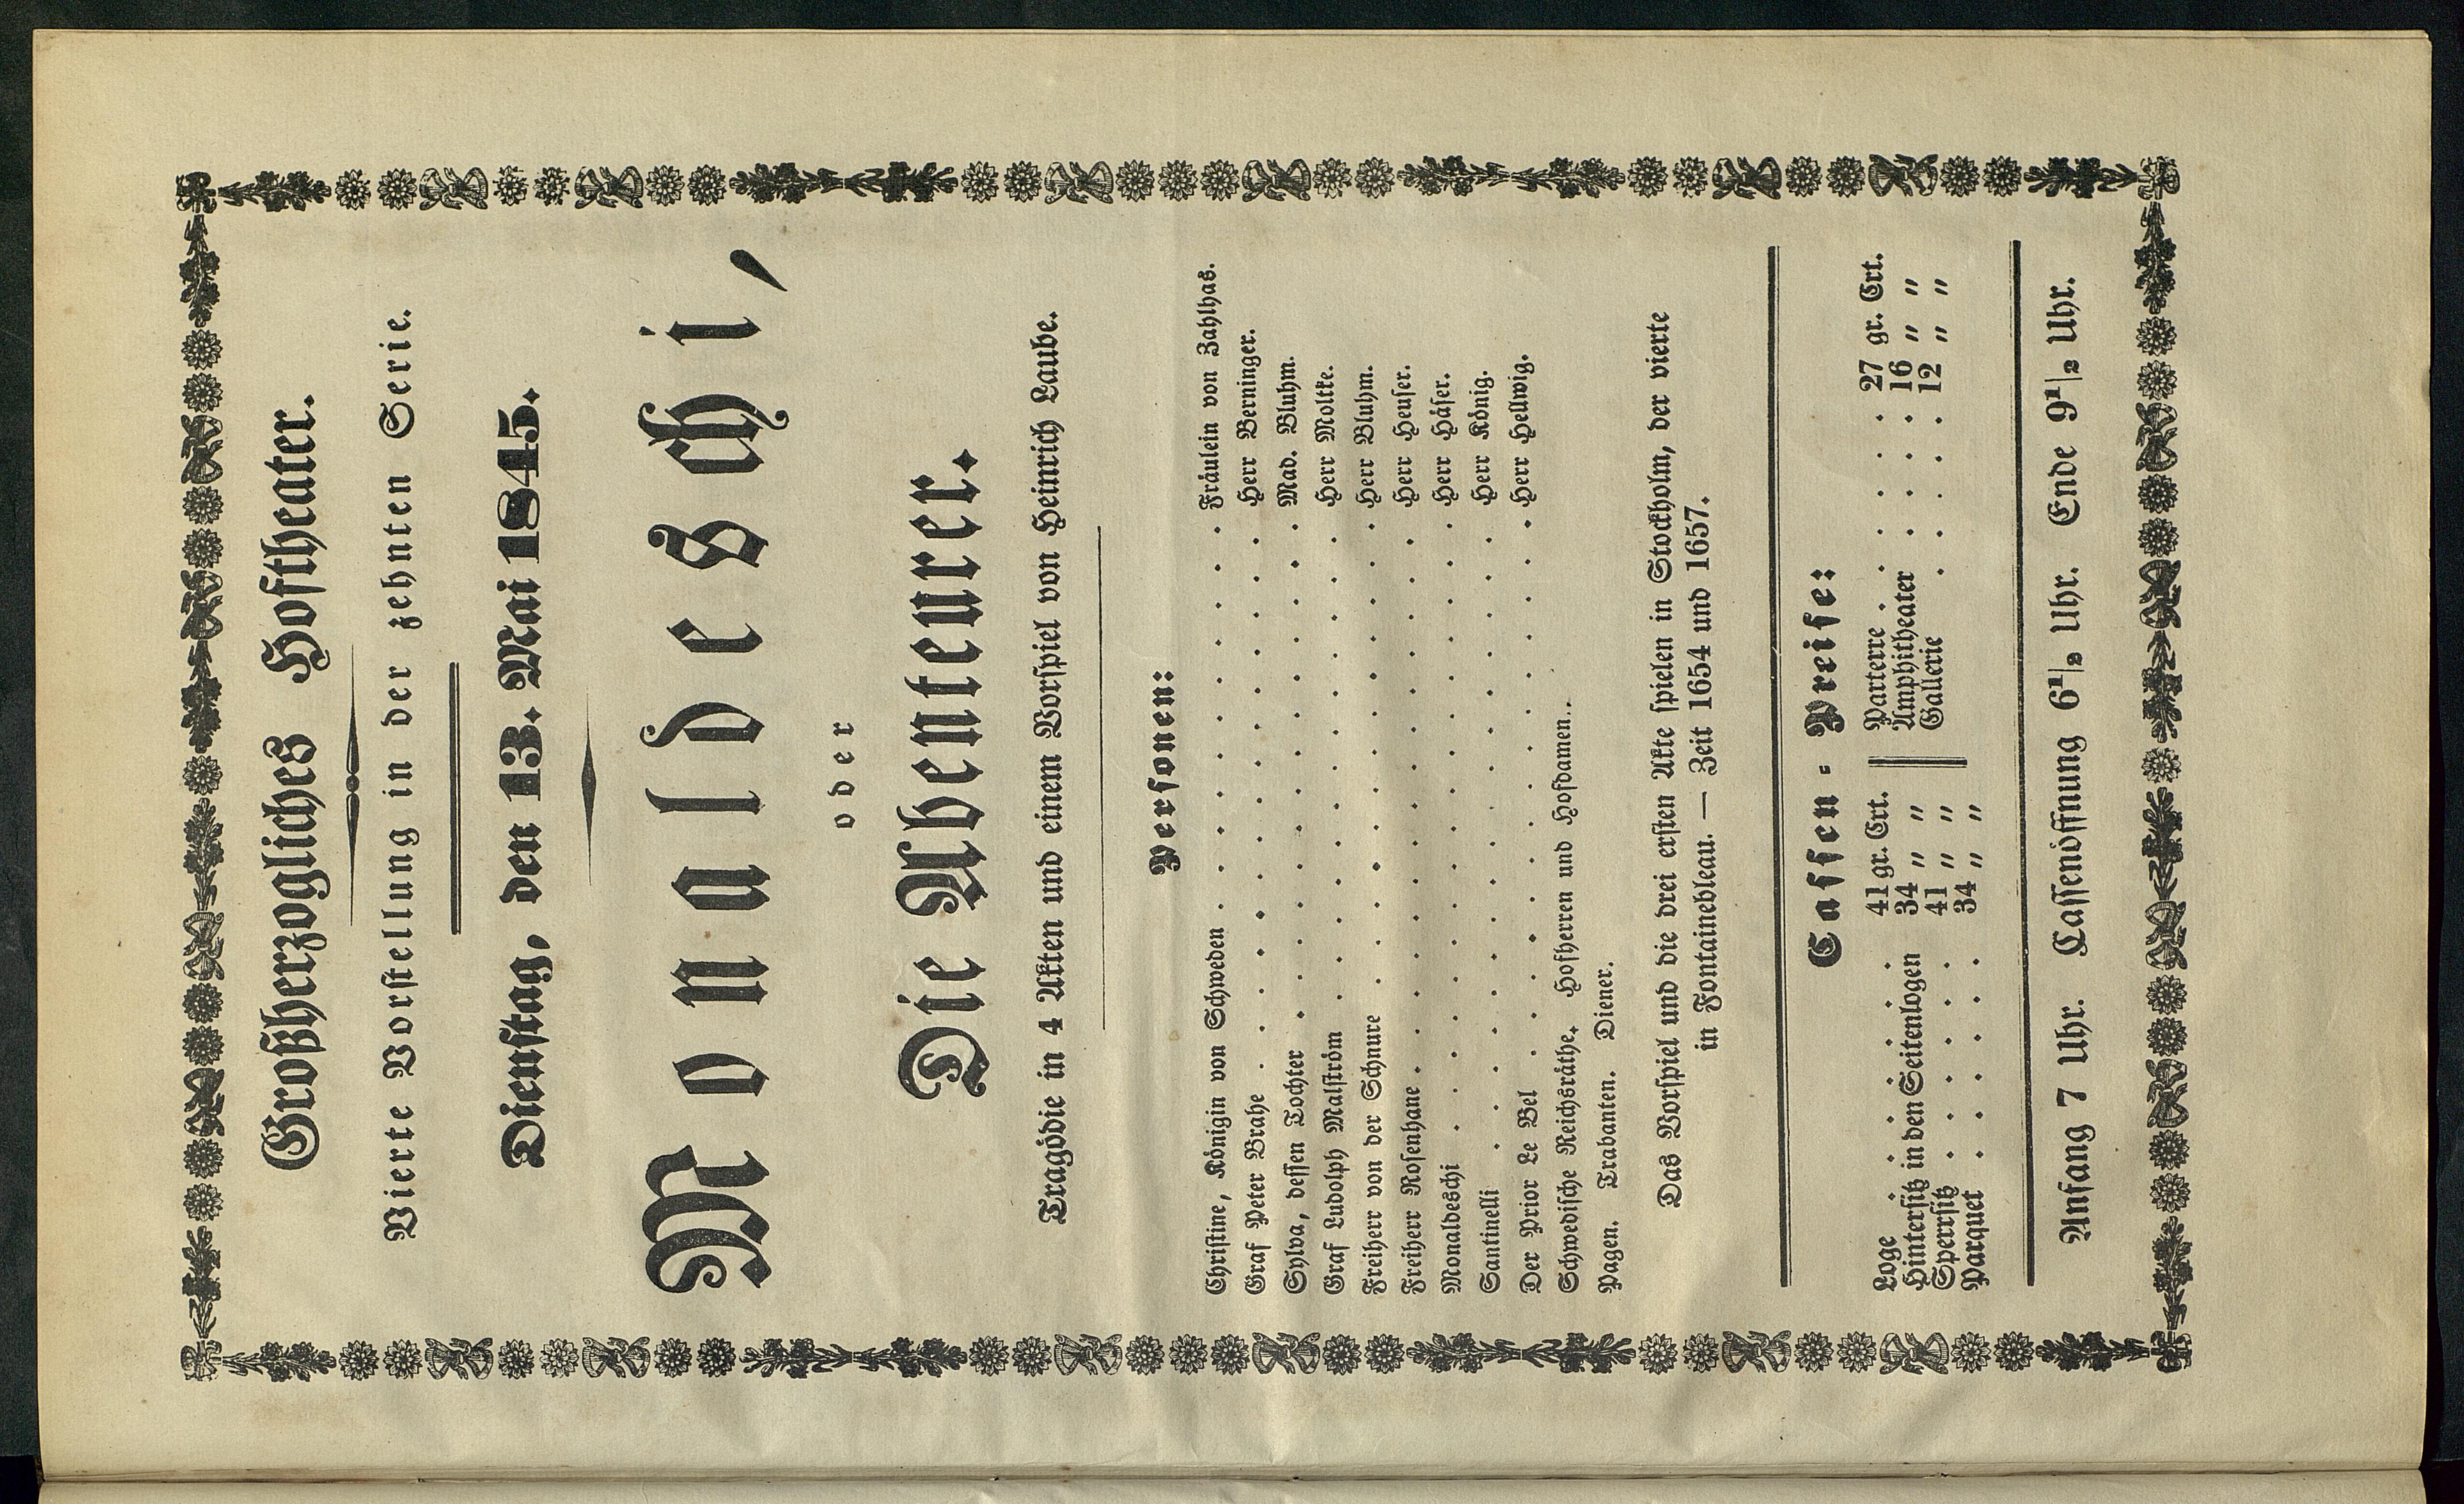 Großherzogliches Hoftheater.
Vierte Vorstellung in der zehnten Serie.
Dienstag, den 13. Mai 1845.
Monaldeschi,
oder
Die Abenteurer.
Tragödie in 4 Akten und einem Vorspiel von Heinrich Laube.
Personen:
Christine, Königin von Schweden . . . . . . . . . . Fräulein von Zahlhas.
Graf Peter Brahe . . . . . . . . . . . . . . Herr Berninger.
Sylva, dessen Tochter . . . . . . . . . . . . . Mad. Bluhm.
Graf Ludolph Malström . . . . . . . . . . . . Herr Moltke.
Freiherr von der Schnure . . . . . . . . . . . . Herr Bluhm.
Freiherr Rosenhane . . . . . . . . . . . . . . Herr Heuser.
Monaldeschi . . . . . . . . . . . . . . . . Herr Häser.
Santinelli . . . . . . . . . . . . . . . . Herr König.
Der Prior Le Bel . . . . . . . . . . . . . . Herr Hellwig.
Schwedische Reichsräthe. Hofherren und Hofdamen.
Pagen. Trabanten. Diener.
Das Vorspiel und die drei ersten Akte spielen in Stockholm, der vierte
in Fontainebleau. — Zeit 1654 und 1657.
Cassen-Preise:
Loge . . . . . . 41 gr. Crt. Parterre . . . . . . 27 gr. Crt.
Hintersitz in den Seitenlogen 34 „ „ Amphitheater . . . . . 16 „ „
Sperrsitz . . . . . . 41 „ „ Gallerie . . . . . 12 „ „
Parquet . . . . . . 34 „ „
Anfang 7 Uhr. Cassenöffnung 6 1/2 Uhr. Ende 9 1/2 Uhr.